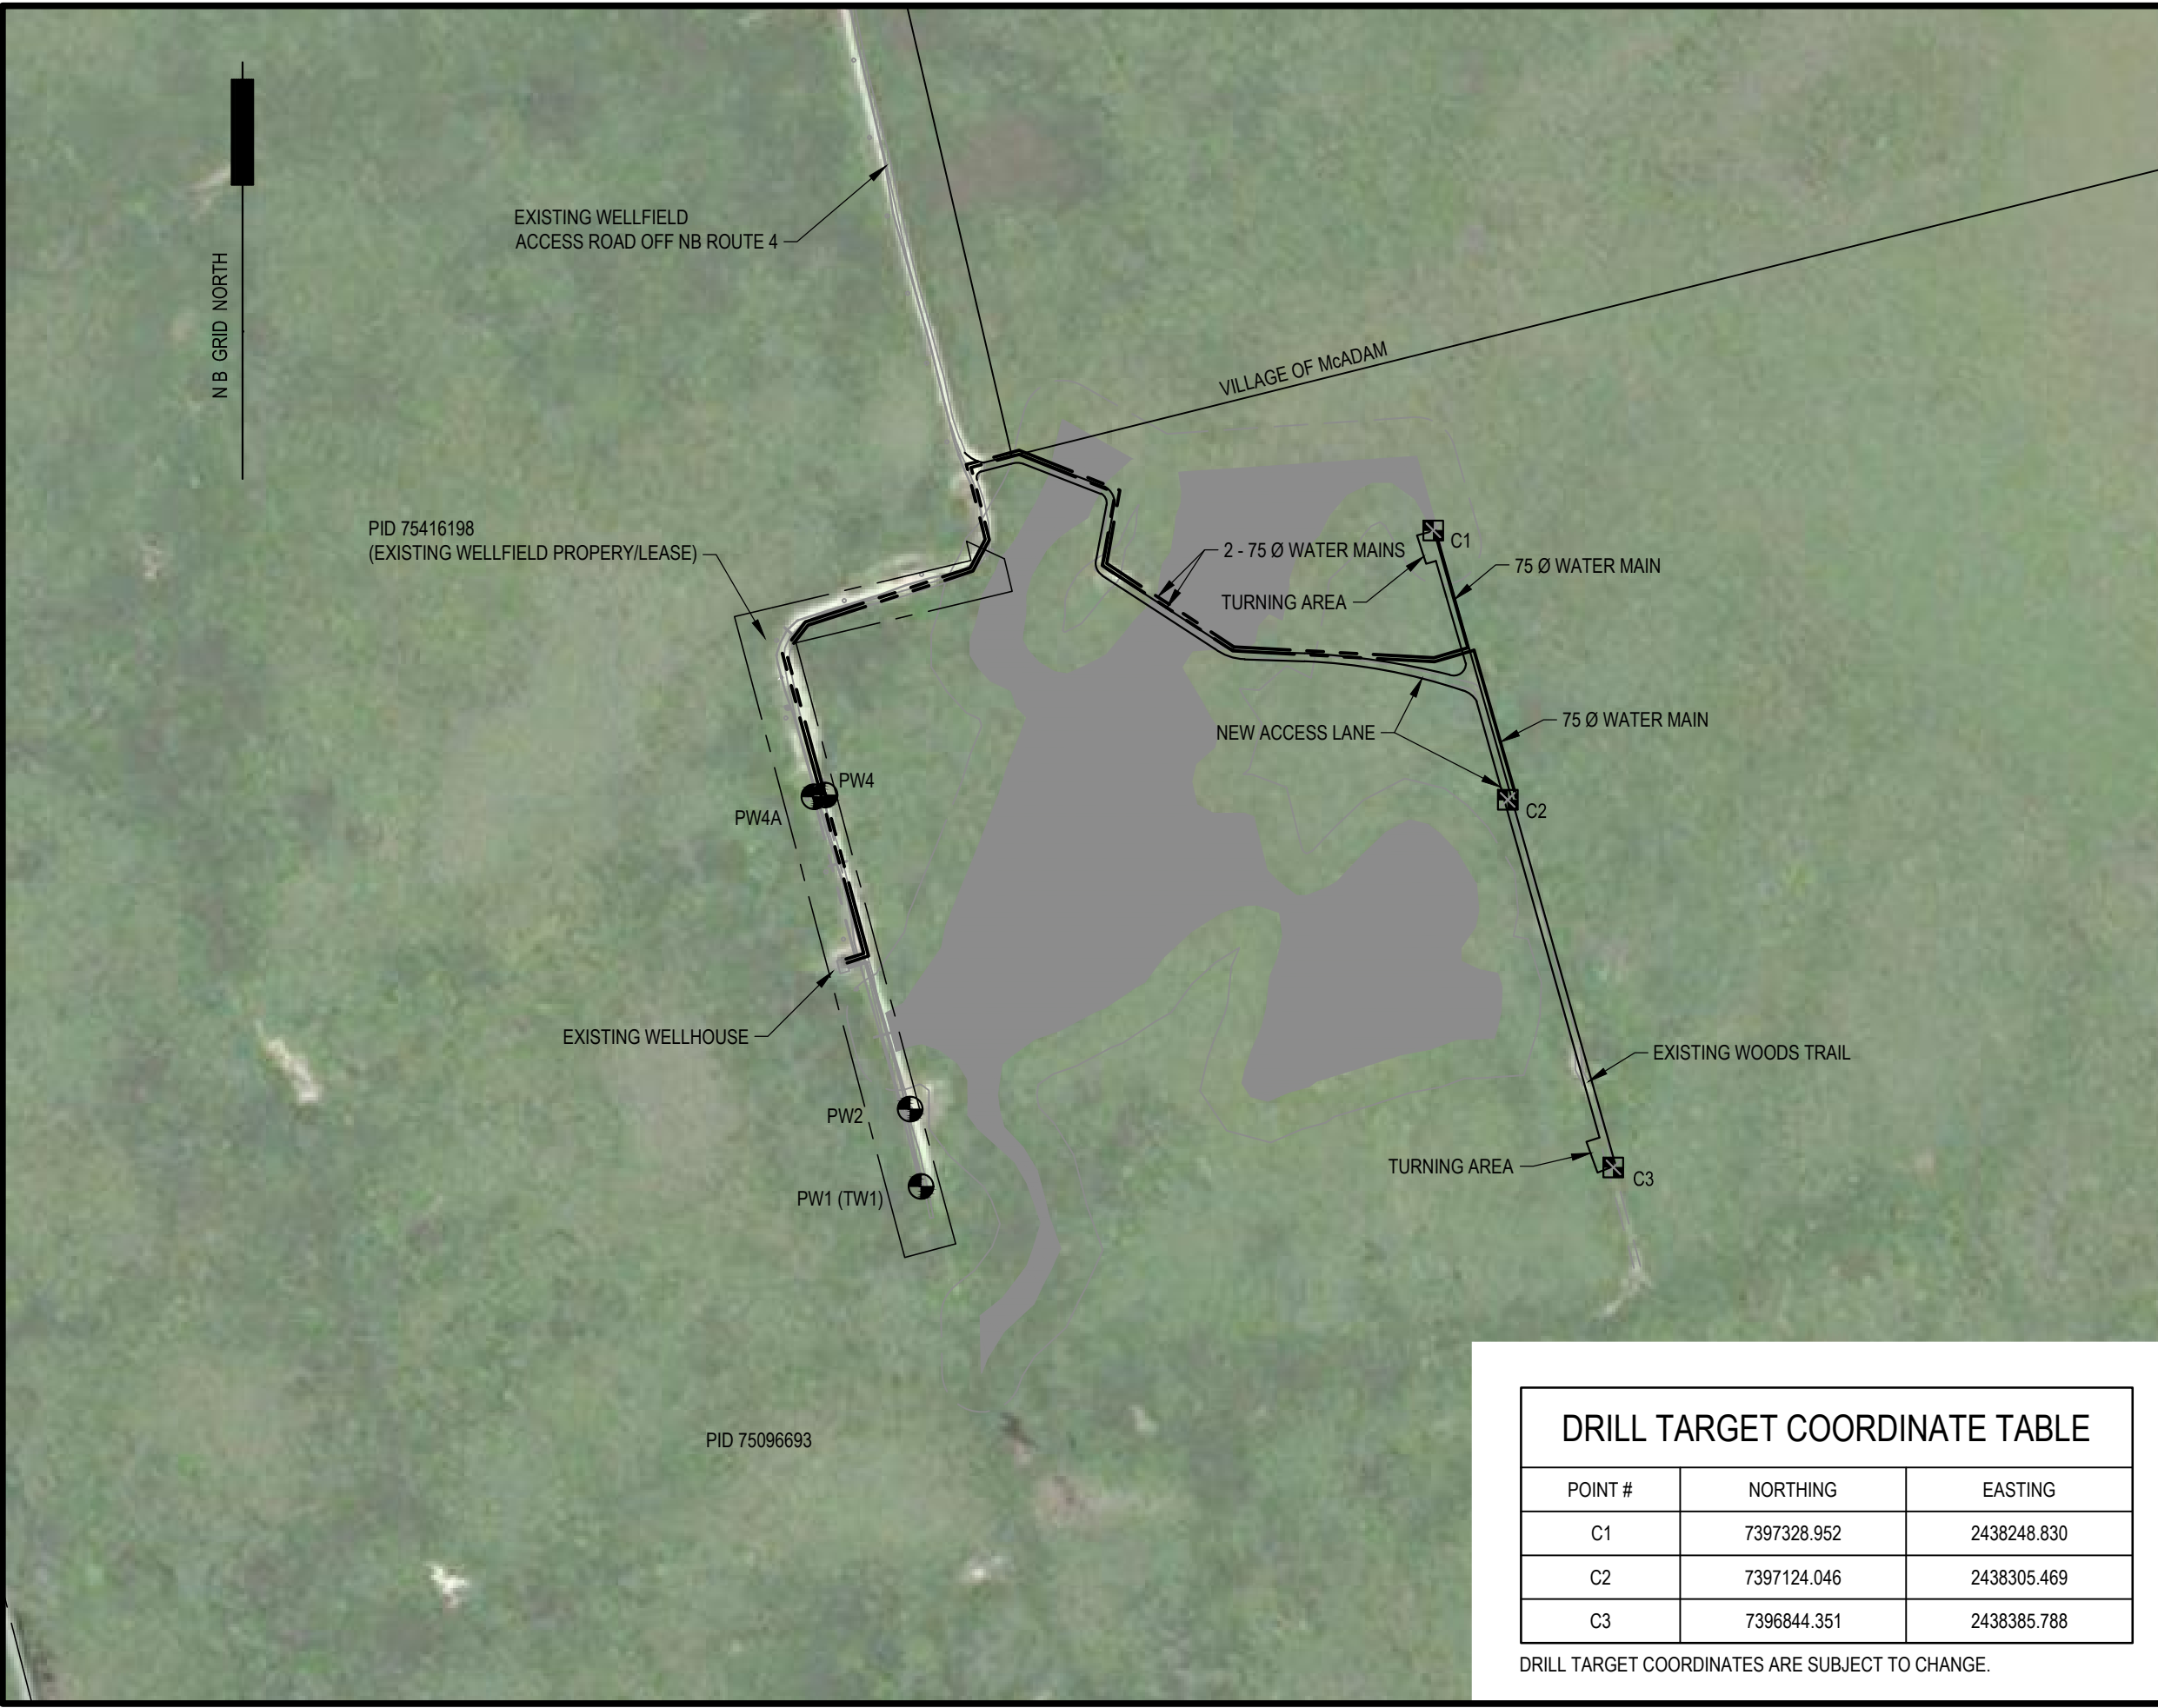 EXISTING WELLFIELD
ACCESS ROAD OFF NB ROUTE 4
N B GRID NORTH
VILLAGE OF McADAM
PID 75416198
(EXISTING WELLFIELD PROPERY/LEASE)
2 - 75 Ø WATER MAINS
C1
75 Ø WATER MAIN
TURNING AREA
NEW ACCESS LANE
75 Ø WATER MAIN
PW4
PW4A
C2
EXISTING WELLHOUSE
EXISTING WOODS TRAIL
PW2
TURNING AREA
C3
PW1 (TW1)
PID 75096693
DRILL TARGET COORDINATE TABLE
POINT # NORTHING EASTING
C1 7397328.952 2438248.830
C2 7397124.046 2438305.469
C3 7396844.351 2438385.788
DRILL TARGET COORDINATES ARE SUBJECT TO CHANGE.